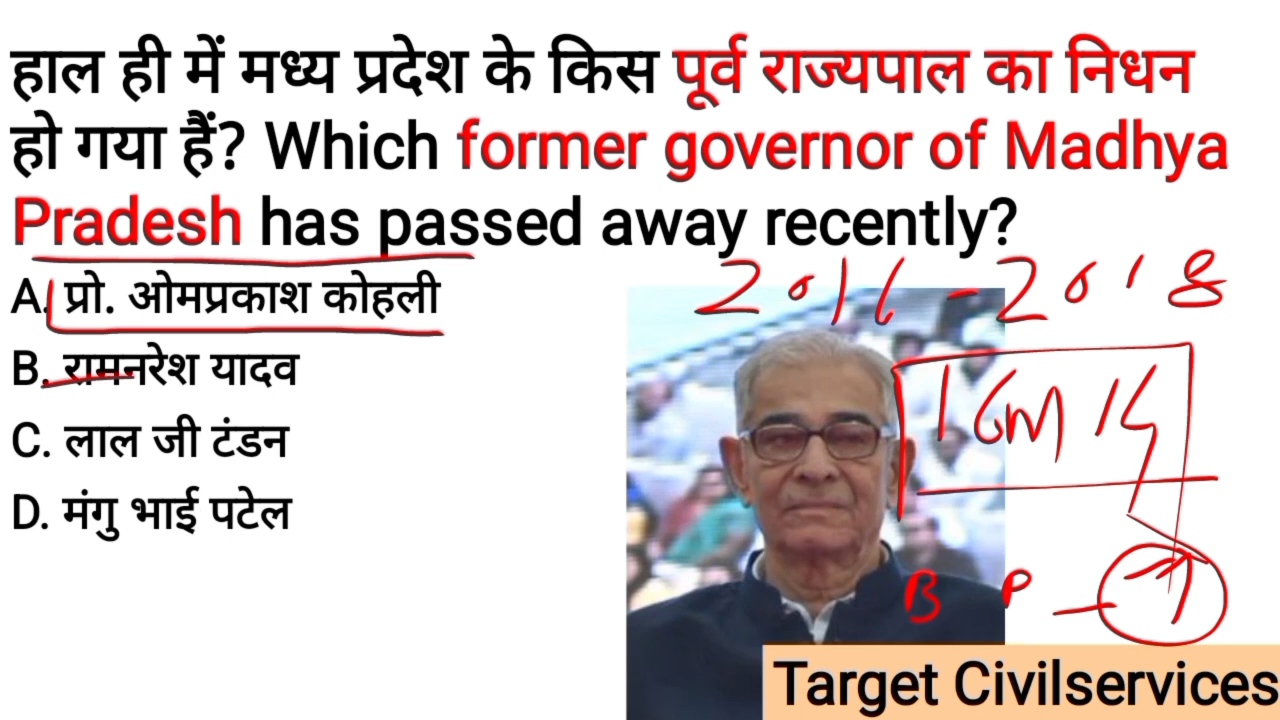 हाल ही में मध्य प्रदेश के किस पूर्व राज्यपाल का निधन
हो गया हैं? Which former governor of Madhya
Pradesh has passed away recently?
2016-2018
A. प्रो. ओमप्रकाश कोहली
B. रामनरेश यादव
C. लाल जी टंडन
D. मंगु भाई पटेल
B P
Target Civilservices